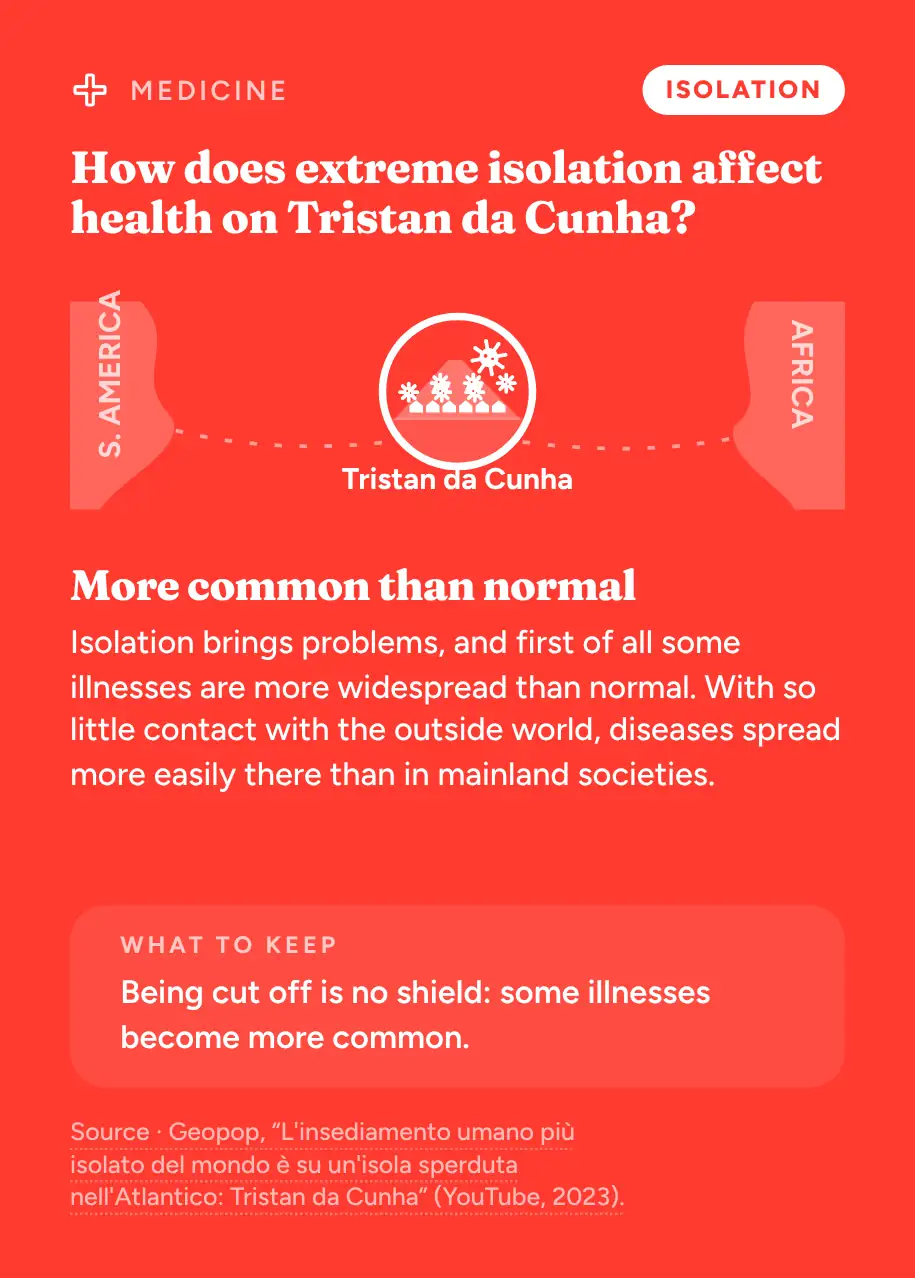 MEDICINE
ISOLATION
How does extreme isolation affect
health on Tristan da Cunha?
S. AMERICA
AFRICA
Tristan da Cunha
More common than normal
Isolation brings problems, and first of all some
illnesses are more widespread than normal. With so
little contact with the outside world, diseases spread
more easily there than in mainland societies.
WHAT TO KEEP
Being cut off is no shield: some illnesses
become more common.
Source · Geopop, “L'insediamento umano più
isolato del mondo è su un'isola sperduta
nell'Atlantico: Tristan da Cunha” (YouTube, 2023).